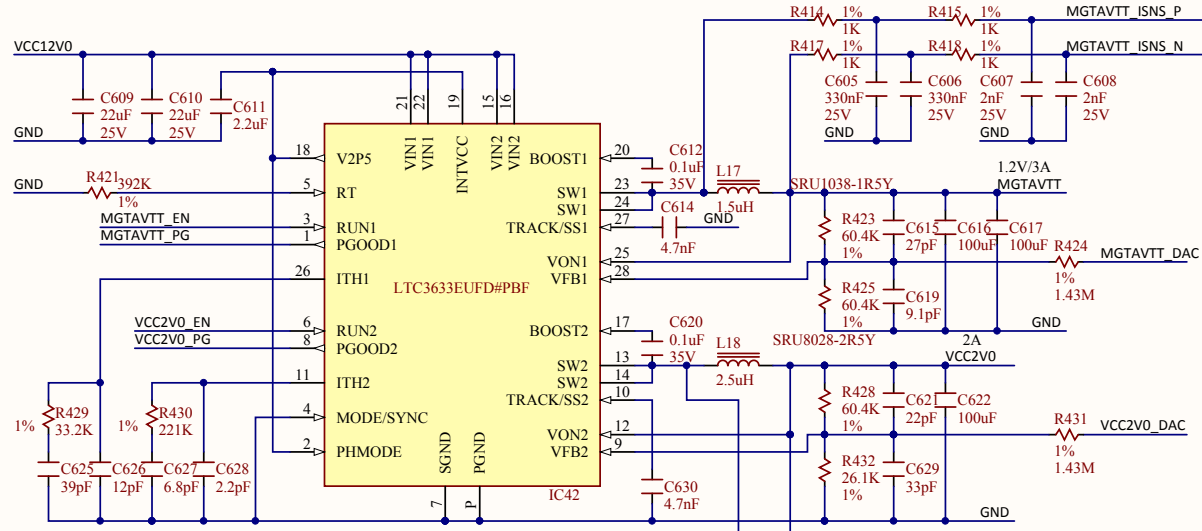 R414 1% 1K R415 1% 1K MGTAVTT_ISNS_P
VCC12V0 R417 1% 1K R418 1% 1K MGTAVTT_ISNS_N
C609 22uF 25V
C610 22uF 25V
C611 2.2uF
C605 330nF 25V
C606 330nF 25V
C607 2nF 25V
C608 2nF 25V
GND
GND
GND
21 22 19 15 16
VIN1 VIN1 INTVCC VIN2 VIN2
18 V2P5
BOOST1 20
C612 0.1uF 35V
L17
1.5uH
SRU1038-1R5Y
1.2V/3A
MGTAVTT
GND R421 392K 1%
5 RT
SW1 23
SW1 24
MGTAVTT_EN 3 RUN1
TRACK/SS1 27
C614 4.7nF
GND
MGTAVTT_PG 1 PGOOD1
R423 60.4K 1%
C615 27pF
C616 100uF
C617 100uF
R424 1% 1.43M
MGTAVTT_DAC
VON1 25
26 ITH1
VFB1 28
LTC3633EUFD#PBF
R425 60.4K 1%
C619 9.1pF
GND
VCC2V0_EN 6 RUN2
BOOST2 17
C620 0.1uF 35V
L18
2.5uH
SRU8028-2R5Y
2A
VCC2V0
VCC2V0_PG 8 PGOOD2
SW2 13
SW2 14
11 ITH2
TRACK/SS2 10
R428 60.4K 1%
C621 22pF
C622 100uF
R431 1% 1.43M
VCC2V0_DAC
4 MODE/SYNC
VON2 12
2 PHMODE
VFB2 9
1% R429 33.2K
1% R430 221K
C625 39pF
C626 12pF
C627 6.8pF
C628 2.2pF
R432 26.1K 1%
C629 33pF
SGND PGND
7 P
IC42
C630 4.7nF
GND